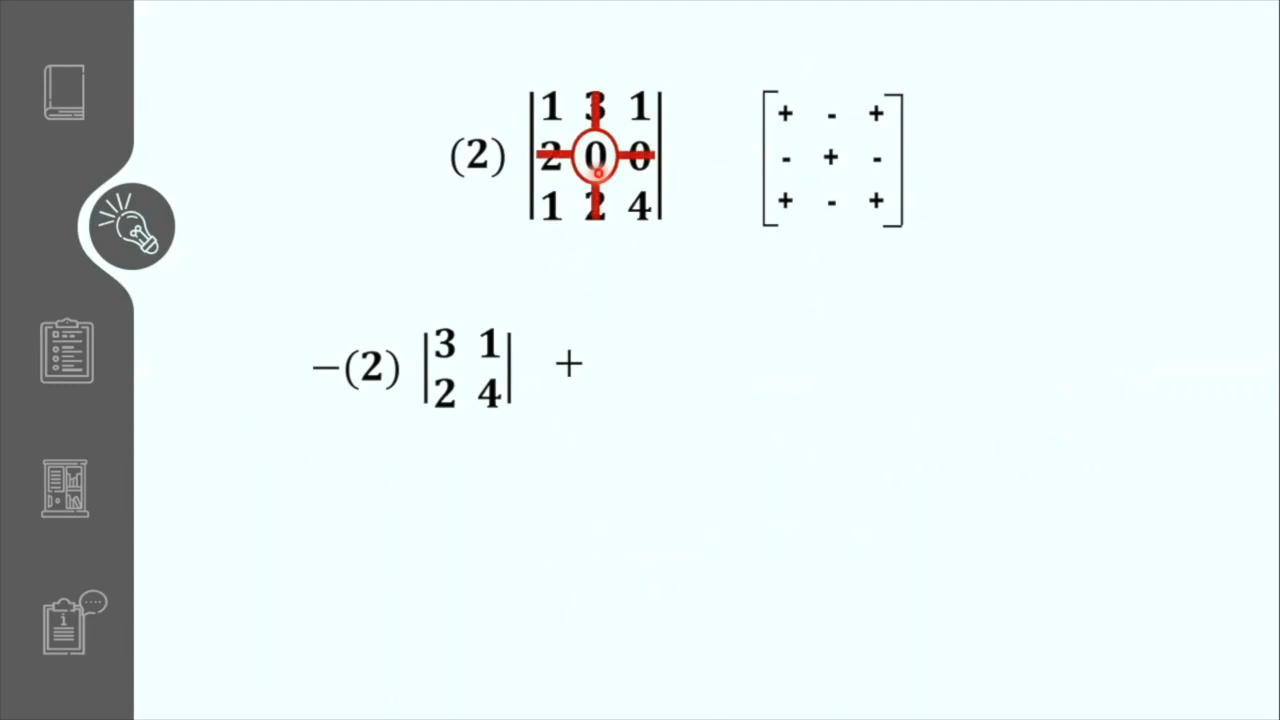 (2) |1 3 1| [+ - +]
|2 0 0| [- + -]
|1 2 4| [+ - +]
−(2) |3 1| +
|2 4|
i